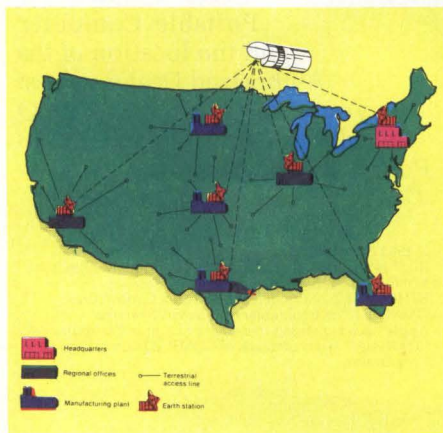 Headquarters
Regional offices
Terrestrial
access line
Manufacturing plant
Earth station